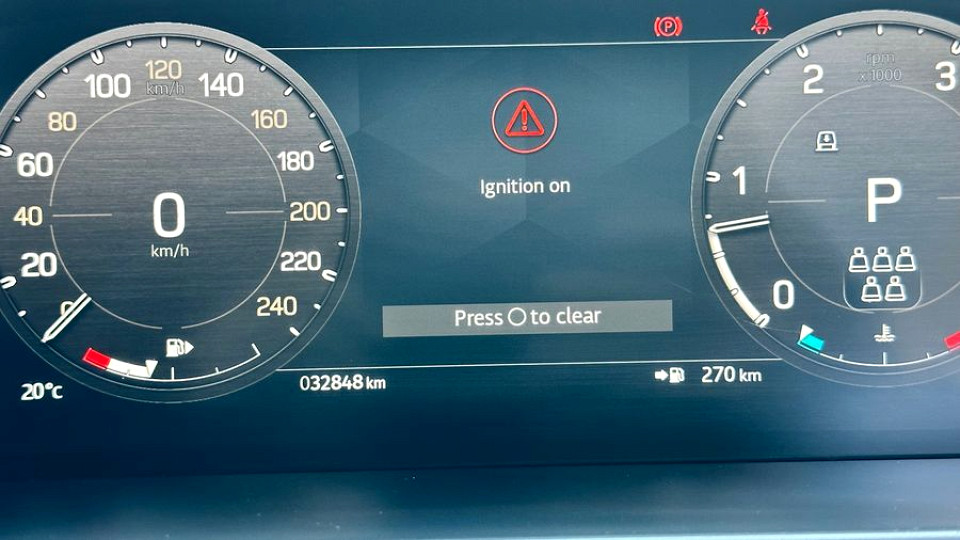 P
100 120 140
km/h
80 160
60 180
40 200
20 220
0 240
0
km/h
20°c
032848 km
Ignition on
Press to clear
270 km
rpm
x 1000
2 3
1
0
P